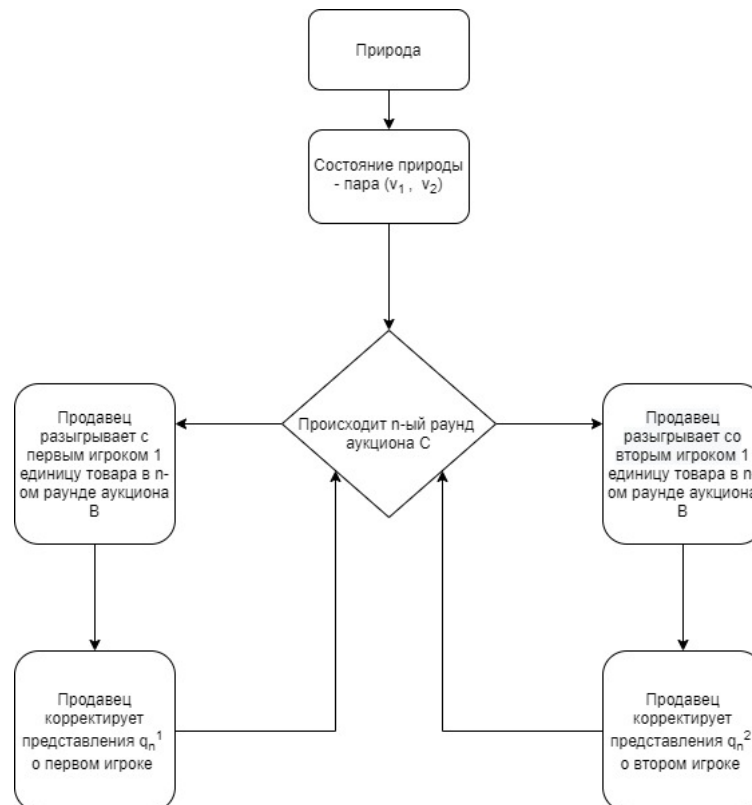 Природа
Состояние природы
- пара (v₁ , v₂)
Происходит n-ый раунд
аукциона C
Продавец
разыгрывает с
первым игроком 1
единицу товара в n-
ом раунде аукциона
B
Продавец
разыгрывает со
вторым игроком 1
единицу товара в n-
ом раунде аукциона
B
Продавец
корректирует
представления qₙ¹
о первом игроке
Продавец
корректирует
представления qₙ²
о втором игроке